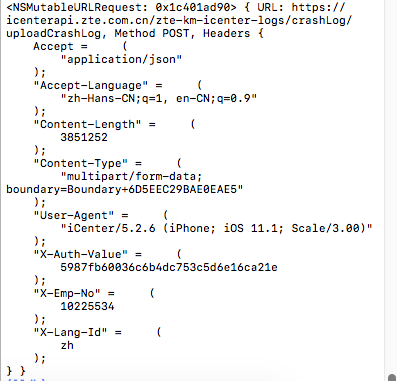 <NSMutableURLRequest: 0x1c401ad90> { URL: https://
icenterapi.zte.com.cn/zte-km-icenter-logs/crashLog/
uploadCrashLog, Method POST, Headers {
    Accept =     (
        "application/json"
    );
    "Accept-Language" =     (
        "zh-Hans-CN;q=1, en-CN;q=0.9"
    );
    "Content-Length" =     (
        3851252
    );
    "Content-Type" =     (
        "multipart/form-data;
boundary=Boundary+6D5EEC29BAE0EAE5"
    );
    "User-Agent" =     (
        "iCenter/5.2.6 (iPhone; iOS 11.1; Scale/3.00)"
    );
    "X-Auth-Value" =     (
        5987fb60036c6b4dc753c5d6e16ca21e
    );
    "X-Emp-No" =     (
        10225534
    );
    "X-Lang-Id" =     (
        zh
    );
} }